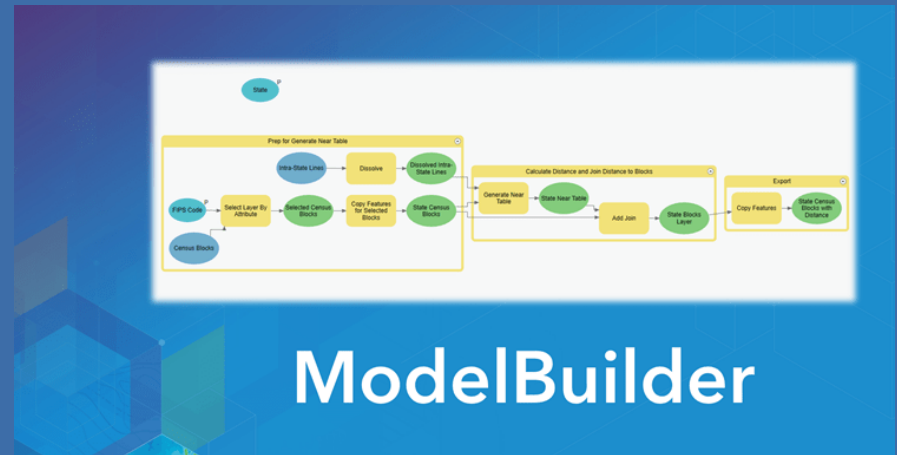 State
P
Prep for Generate Near Table
Intra-State Lines
Dissolve
Dissolved Intra-
State Lines
FIPS Code
P
Select Layer By
Attribute
Selected Census
Blocks
Copy Features
for Selected
Blocks
State Census
Blocks
Census Blocks
Calculate Distance and Join Distance to Blocks
Generate Near
Table
State Near Table
Add Join
State Blocks
Layer
Export
Copy Features
State Census
Blocks with
Distance
ModelBuilder